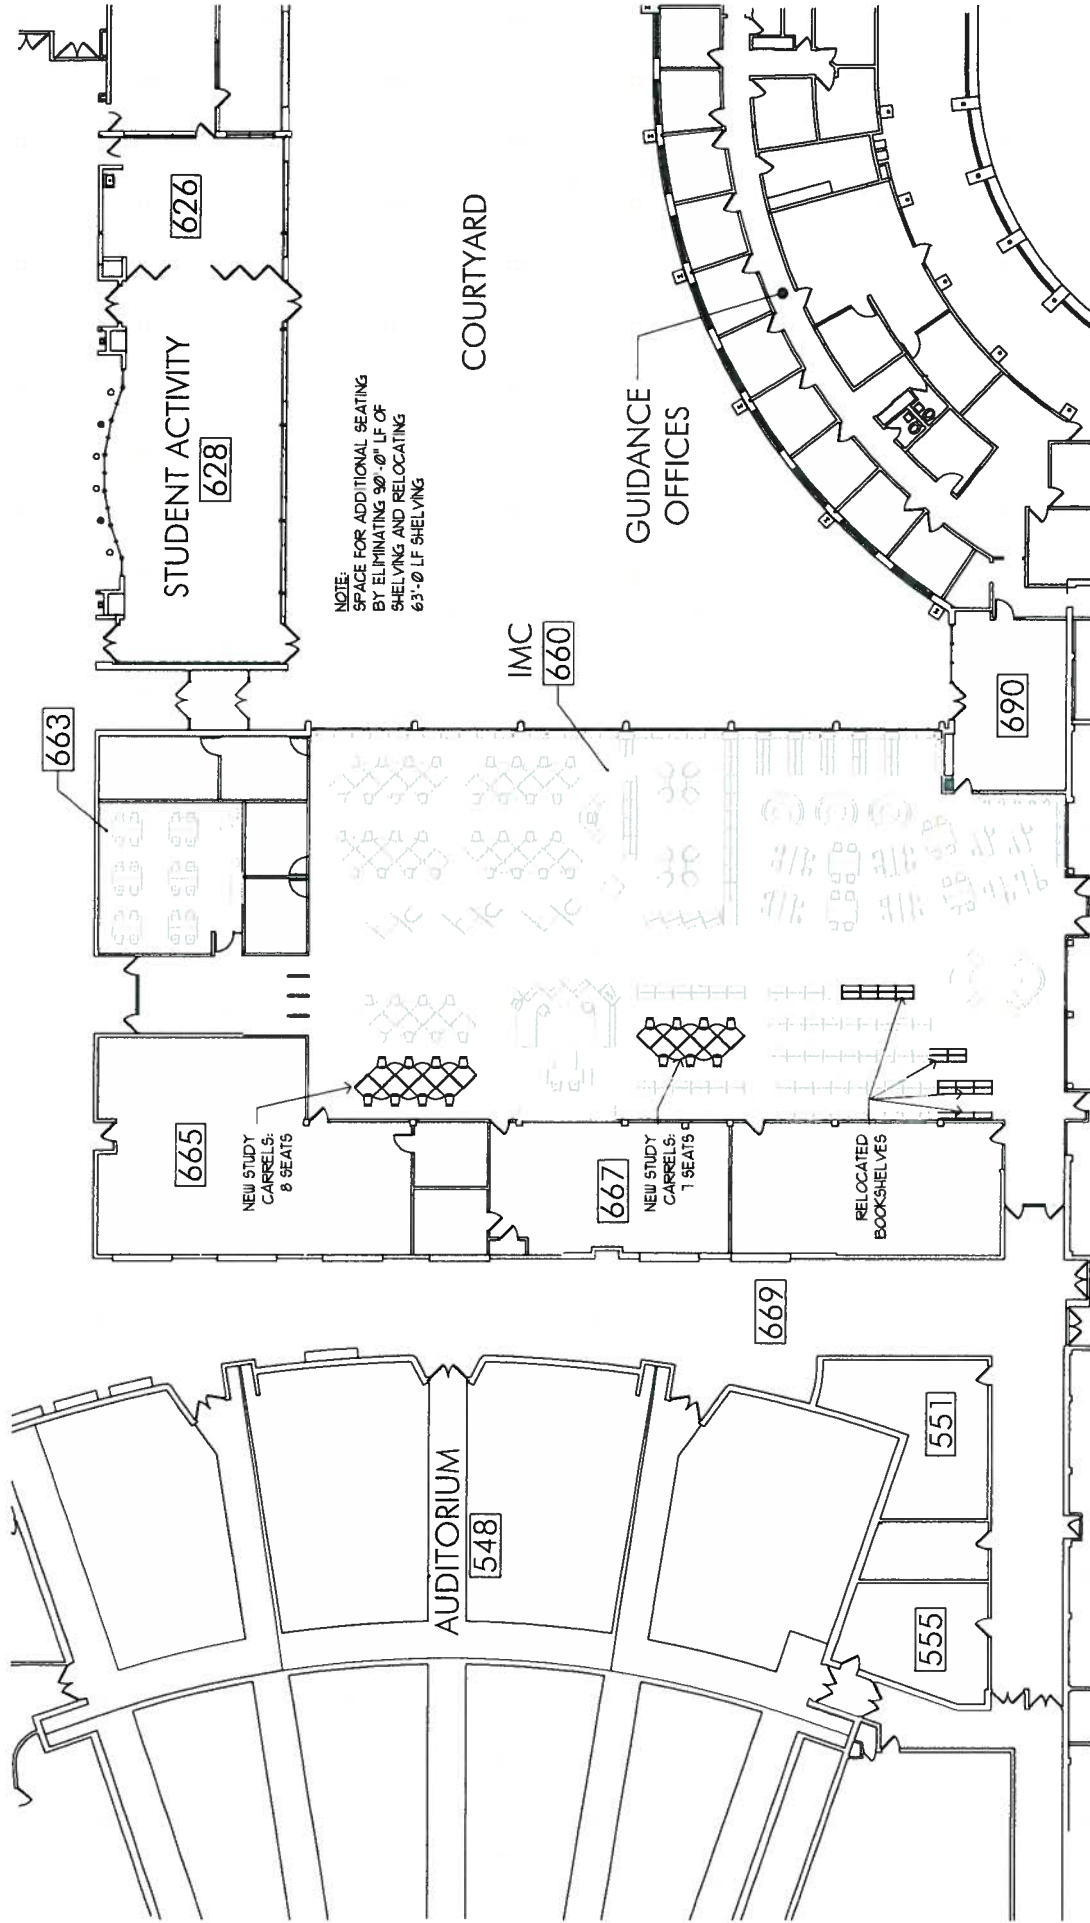 663
626
STUDENT ACTIVITY
628
COURTYARD
NOTE:
SPACE FOR ADDITIONAL SEATING
BY ELIMINATING 90'-0" LF OF
SHELVING AND RELOCATING
63'-0 LF SHELVING
IMC
660
GUIDANCE
OFFICES
690
665
NEW STUDY
CARRELS:
8 SEATS
667
NEW STUDY
CARRELS:
7 SEATS
RELOCATED
BOOKSHELVES
669
AUDITORIUM
548
551
555